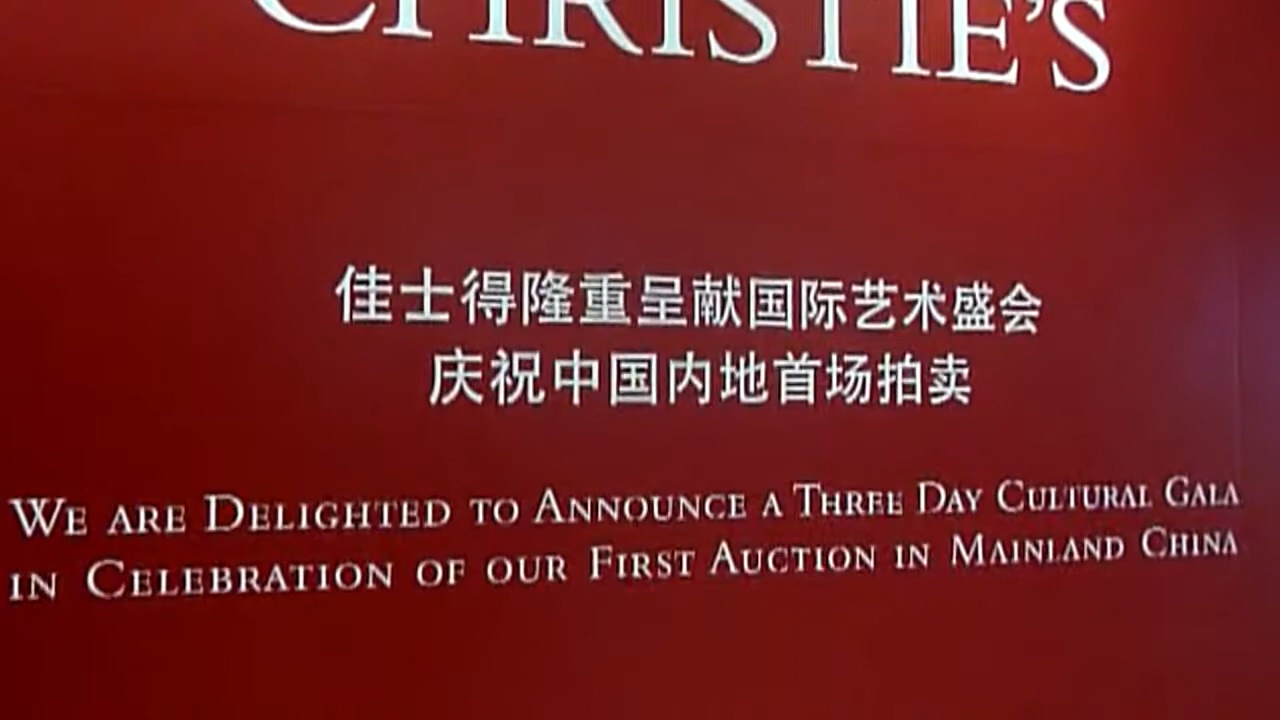 CHRISTIE'S
佳士得隆重呈献国际艺术盛会
庆祝中国内地首场拍卖
WE ARE DELIGHTED TO ANNOUNCE A THREE DAY CULTURAL GALA
IN CELEBRATION OF OUR FIRST AUCTION IN MAINLAND CHINA